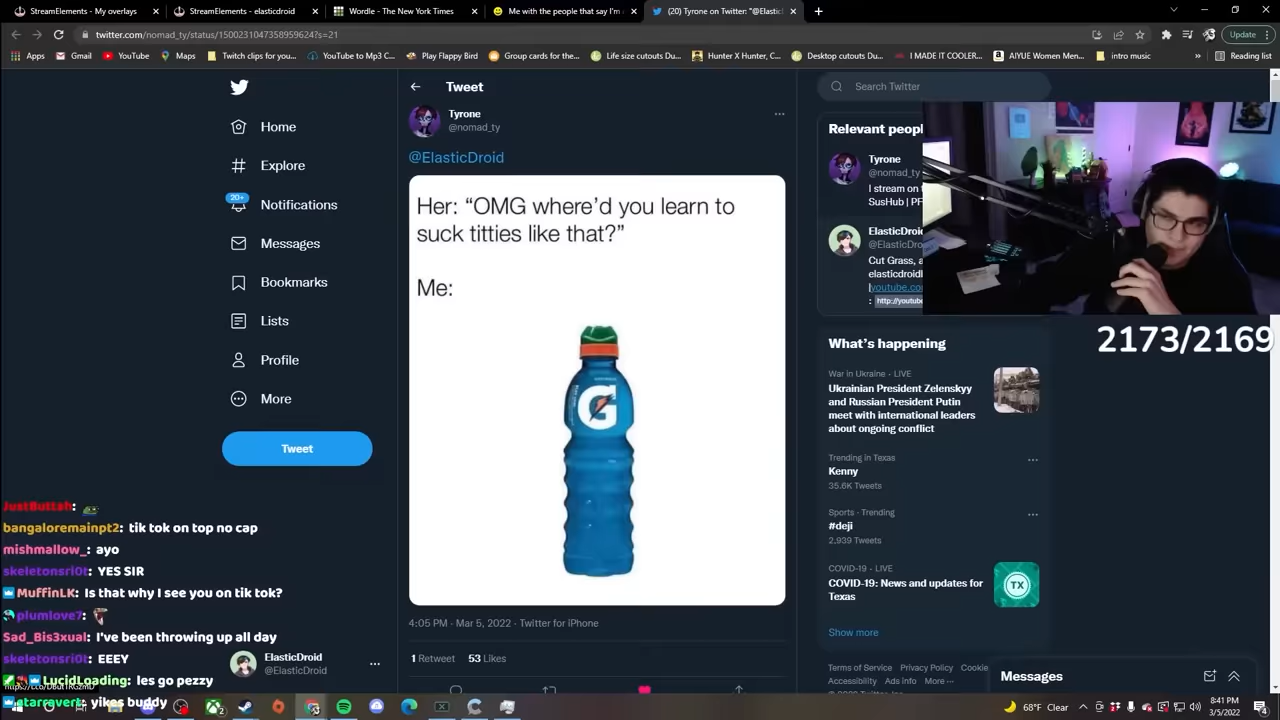 StreamElements - My overlays
StreamElements - elasticdroid
Wordle - The New York Times
Me with the people that say I'm
(20) Tyrone on Twitter: "@Elastic
twitter.com/nomad_ty/status/1500231047358959624?s=21
Update
Apps
Gmail
YouTube
Maps
Twitch clips for you...
YouTube to Mp3 C...
Play Flappy Bird
Group cards for the...
Life size cutouts Du...
Hunter X Hunter, C...
Desktop cutouts Du...
I MADE IT COOLER...
AIYUE Women Men...
intro music
Reading list
Home
Explore
20+
Notifications
Messages
Bookmarks
Lists
Profile
More
Tweet
ElasticDroid
@ElasticDroid
Tweet
Tyrone
@nomad_ty
@ElasticDroid
Her: “OMG where’d you learn to
suck titties like that?”
Me:
G
4:05 PM · Mar 5, 2022 · Twitter for iPhone
1 Retweet 53 Likes
Search Twitter
Relevant peopl
Tyrone
@nomad_ty
I stream on t
SusHub | PF
ElasticDroid
@ElasticDro
Cut Grass, a
elasticdroid
youtube.co
: http://youtub
2173/2169
What’s happening
War in Ukraine · LIVE
Ukrainian President Zelenskyy
and Russian President Putin
meet with international leaders
about ongoing conflict
Trending in Texas
Kenny
35.6K Tweets
Sports · Trending
#deji
2,939 Tweets
COVID-19 · LIVE
COVID-19: News and updates for
Texas
TX
Show more
Terms of Service Privacy Policy Cookie
Accessibility Ads info More ···
Messages
JustButtah:
bangaloremainpt2: tik tok on top no cap
mishmallow_: ayo
skeletonsri0t: YES SIR
MuffinLK: Is that why I see you on tik tok?
plumlove7:
Sad_Bis3xual: I've been throwing up all day
skeletonsri0t: EEEY
LucidLoading: les go pezzy
starravert: yikes buddy
68°F Clear
8:41 PM
3/5/2022